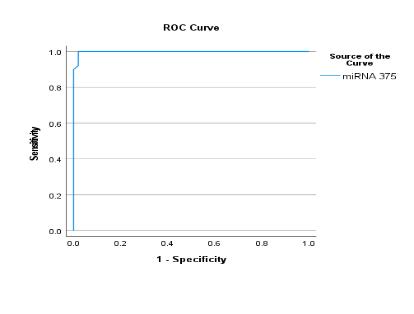 ROC Curve
Source of the
Curve
miRNA 375
Sensitivity
1.0
0.8
0.6
0.4
0.2
0.0
0.0 0.2 0.4 0.6 0.8 1.0
1 - Specificity